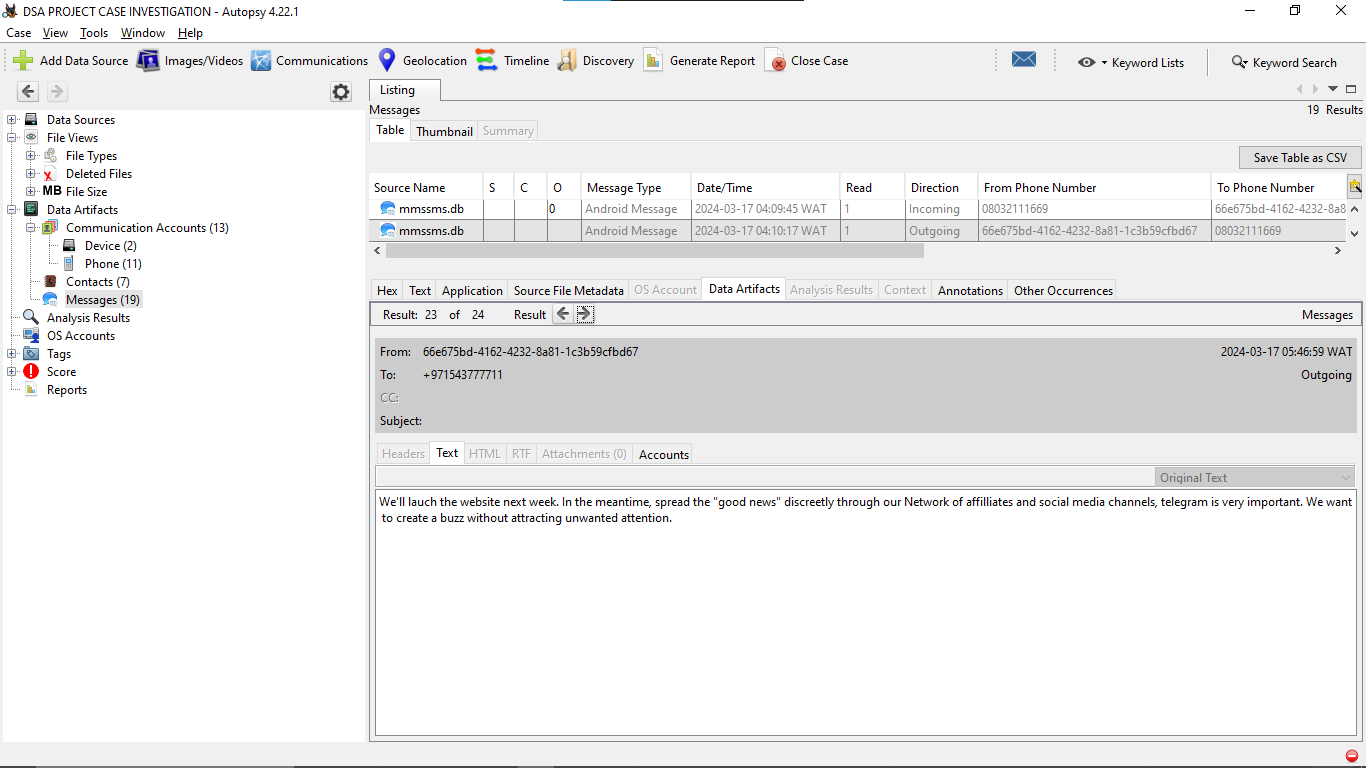 DSA PROJECT CASE INVESTIGATION - Autopsy 4.22.1
Case View Tools Window Help
Add Data Source Images/Videos Communications Geolocation Timeline Discovery Generate Report Close Case Keyword Lists Keyword Search
Data Sources
File Views
File Types
Deleted Files
MB File Size
Data Artifacts
Communication Accounts (13)
Device (2)
Phone (11)
Contacts (7)
Messages (19)
Analysis Results
OS Accounts
Tags
Score
Reports
Listing
Messages 19 Results
Table Thumbnail Summary
Save Table as CSV
Source Name S C O Message Type Date/Time Read Direction From Phone Number To Phone Number
mmssms.db 0 Android Message 2024-03-17 04:09:45 WAT 1 Incoming 08032111669 66e675bd-4162-4232-8a8
mmssms.db Android Message 2024-03-17 04:10:17 WAT 1 Outgoing 66e675bd-4162-4232-8a81-1c3b59cfbd67 08032111669
Hex Text Application Source File Metadata OS Account Data Artifacts Analysis Results Context Annotations Other Occurrences
Result: 23 of 24 Result Messages
From: 66e675bd-4162-4232-8a81-1c3b59cfbd67 2024-03-17 05:46:59 WAT
To: +971543777711 Outgoing
CC:
Subject:
Headers Text HTML RTF Attachments (0) Accounts
Original Text
We'll lauch the website next week. In the meantime, spread the "good news" discreetly through our Network of affilliates and social media channels, telegram is very important. We want
to create a buzz without attracting unwanted attention.